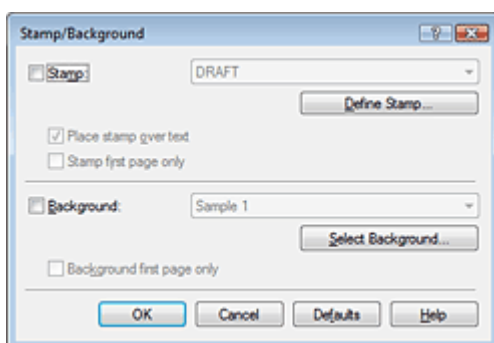 Stamp/Background
Stamp: DRAFT
Define Stamp...
Place stamp over text
Stamp first page only
Background: Sample 1
Select Background...
Background first page only
OK Cancel Defaults Help